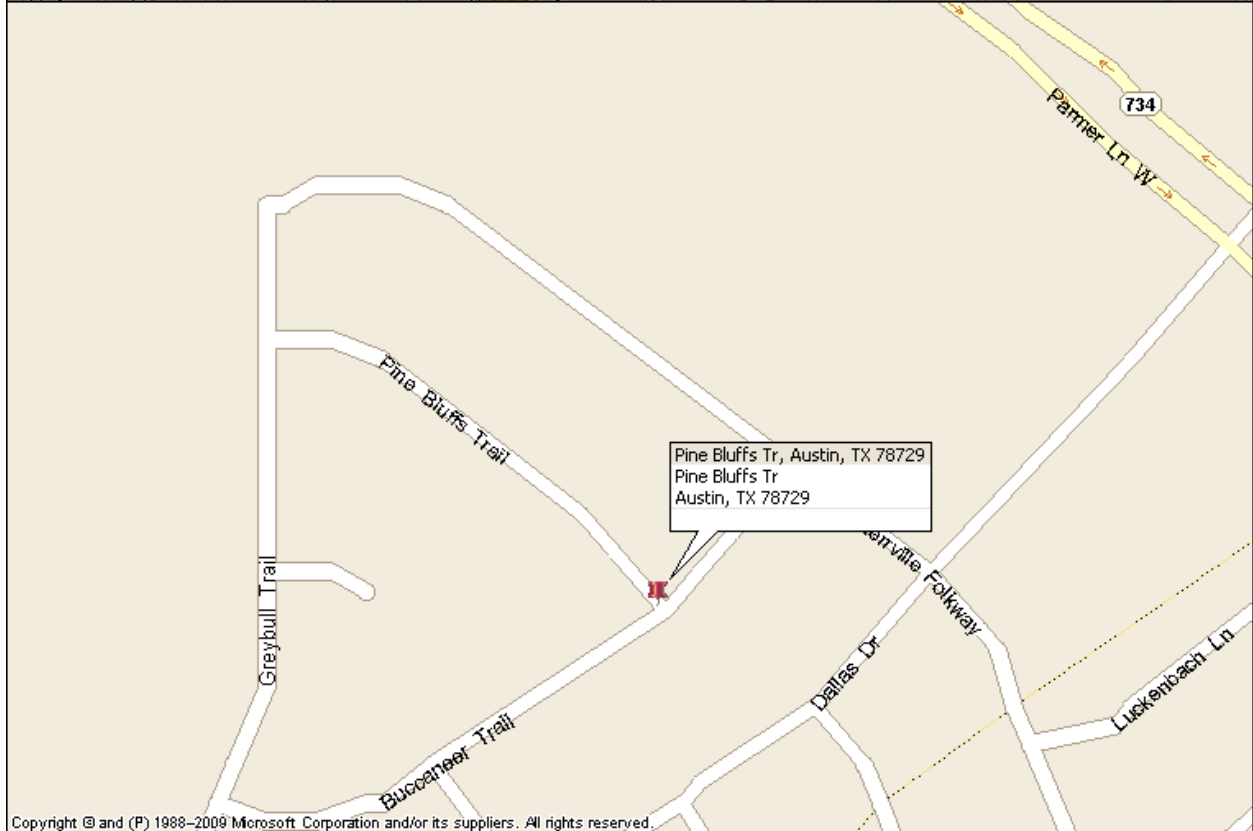 734
Parmer Ln W
Pine Bluffs Trail
Pine Bluffs Tr, Austin, TX 78729
Pine Bluffs Tr
Austin, TX 78729
Folkway
Greybull Trail
Dallas Dr
Luckenbach Ln
Buccaneer Trail
Copyright © and (P) 1988–2009 Microsoft Corporation and/or its suppliers. All rights reserved.